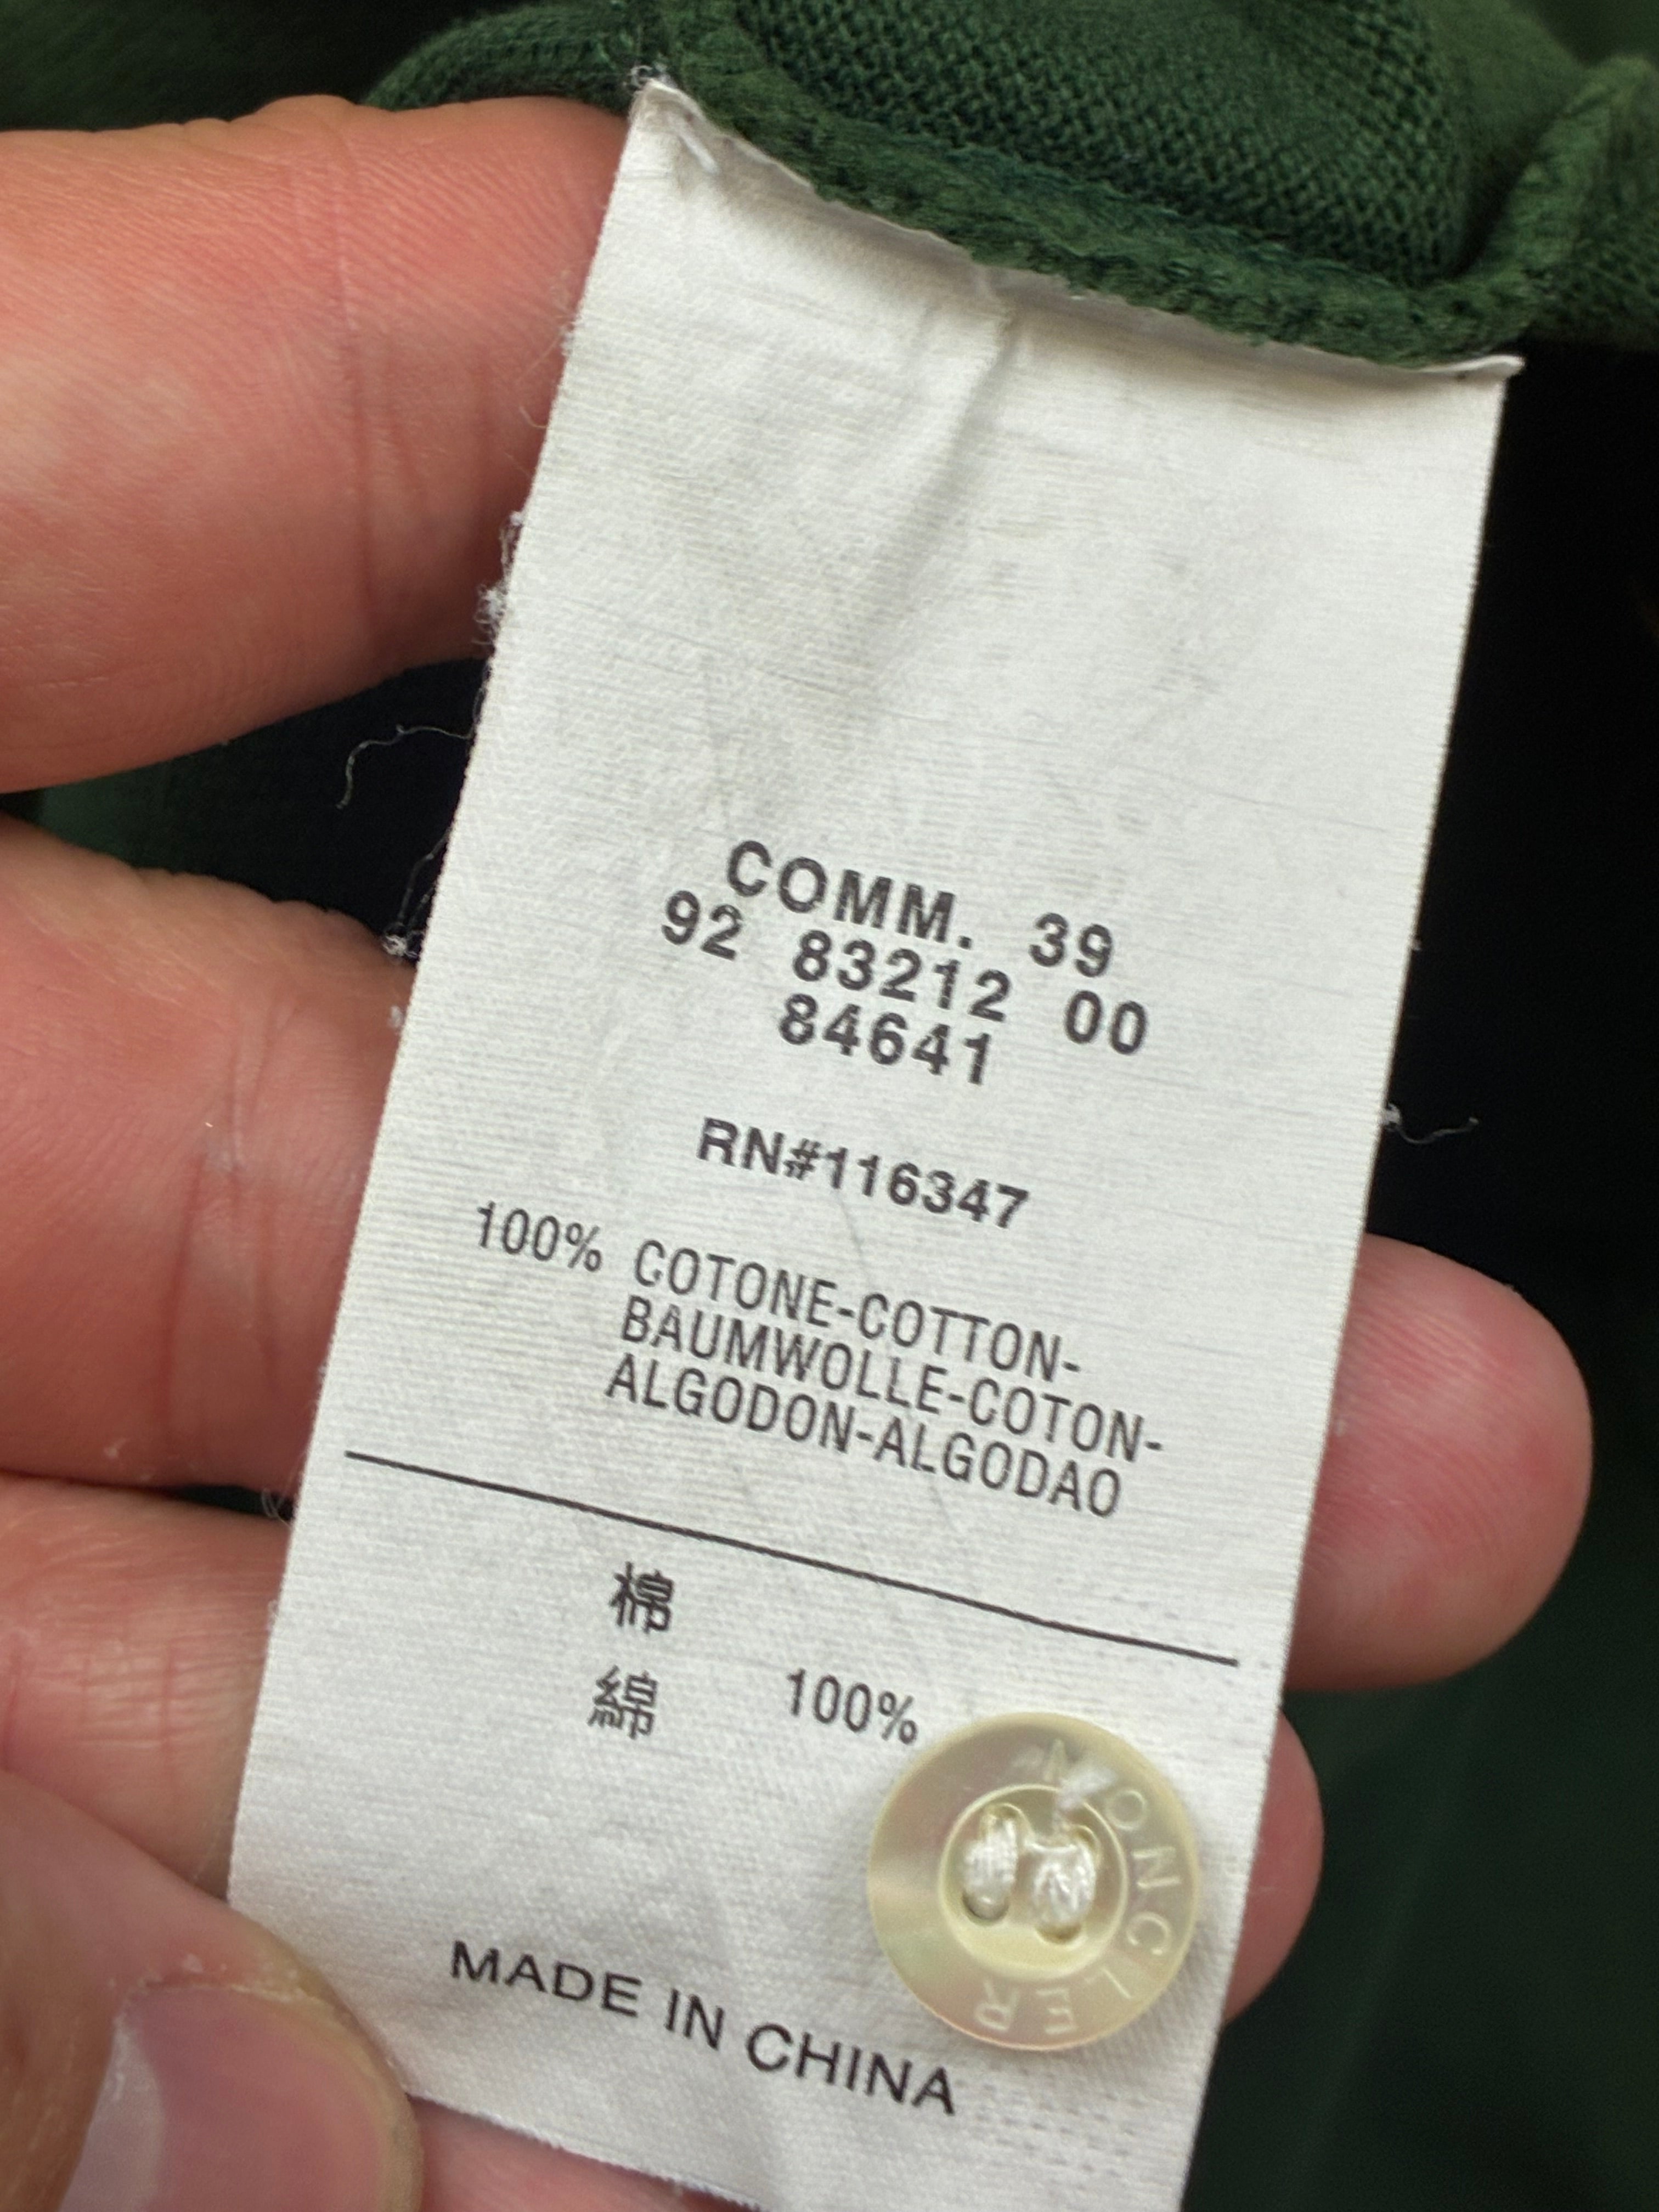 COMM. 39
92 83212 00
84641
RN#116347
100% COTONE-COTTON-
BAUMWOLLE-COTON-
ALGODON-ALGODAO
棉
綿 100%
MONCLER
MADE IN CHINA